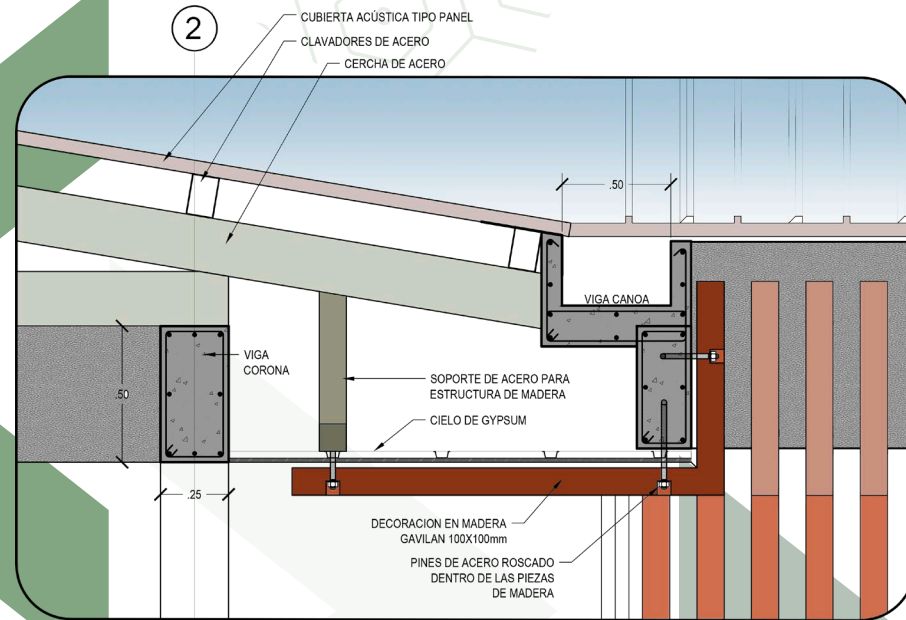 2
CUBIERTA ACÚSTICA TIPO PANEL
CLAVADORES DE ACERO
CERCHA DE ACERO
.50
VIGA CANOA
VIGA
CORONA
.50
SOPORTE DE ACERO PARA
ESTRUCTURA DE MADERA
CIELO DE GYPSUM
.25
DECORACION EN MADERA
GAVILAN 100X100mm
PINES DE ACERO ROSCADO
DENTRO DE LAS PIEZAS
DE MADERA